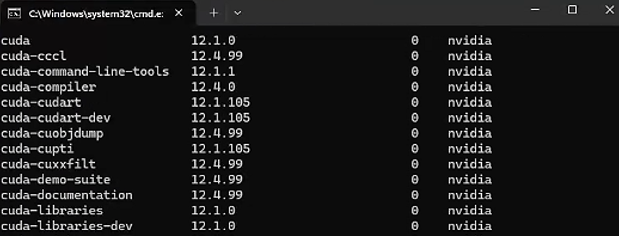 C:\Windows\system32\cmd.e:
cuda 12.1.0 0 nvidia
cuda-cccl 12.4.99 0 nvidia
cuda-command-line-tools 12.1.1 0 nvidia
cuda-compiler 12.4.0 0 nvidia
cuda-cudart 12.1.105 0 nvidia
cuda-cudart-dev 12.1.105 0 nvidia
cuda-cuobjdump 12.4.99 0 nvidia
cuda-cupti 12.1.105 0 nvidia
cuda-cuxxfilt 12.4.99 0 nvidia
cuda-demo-suite 12.4.99 0 nvidia
cuda-documentation 12.4.99 0 nvidia
cuda-libraries 12.1.0 0 nvidia
cuda-libraries-dev 12.1.0 0 nvidia